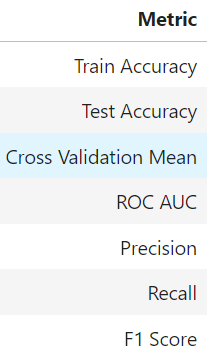 Metric
Train Accuracy
Test Accuracy
Cross Validation Mean
ROC AUC
Precision
Recall
F1 Score